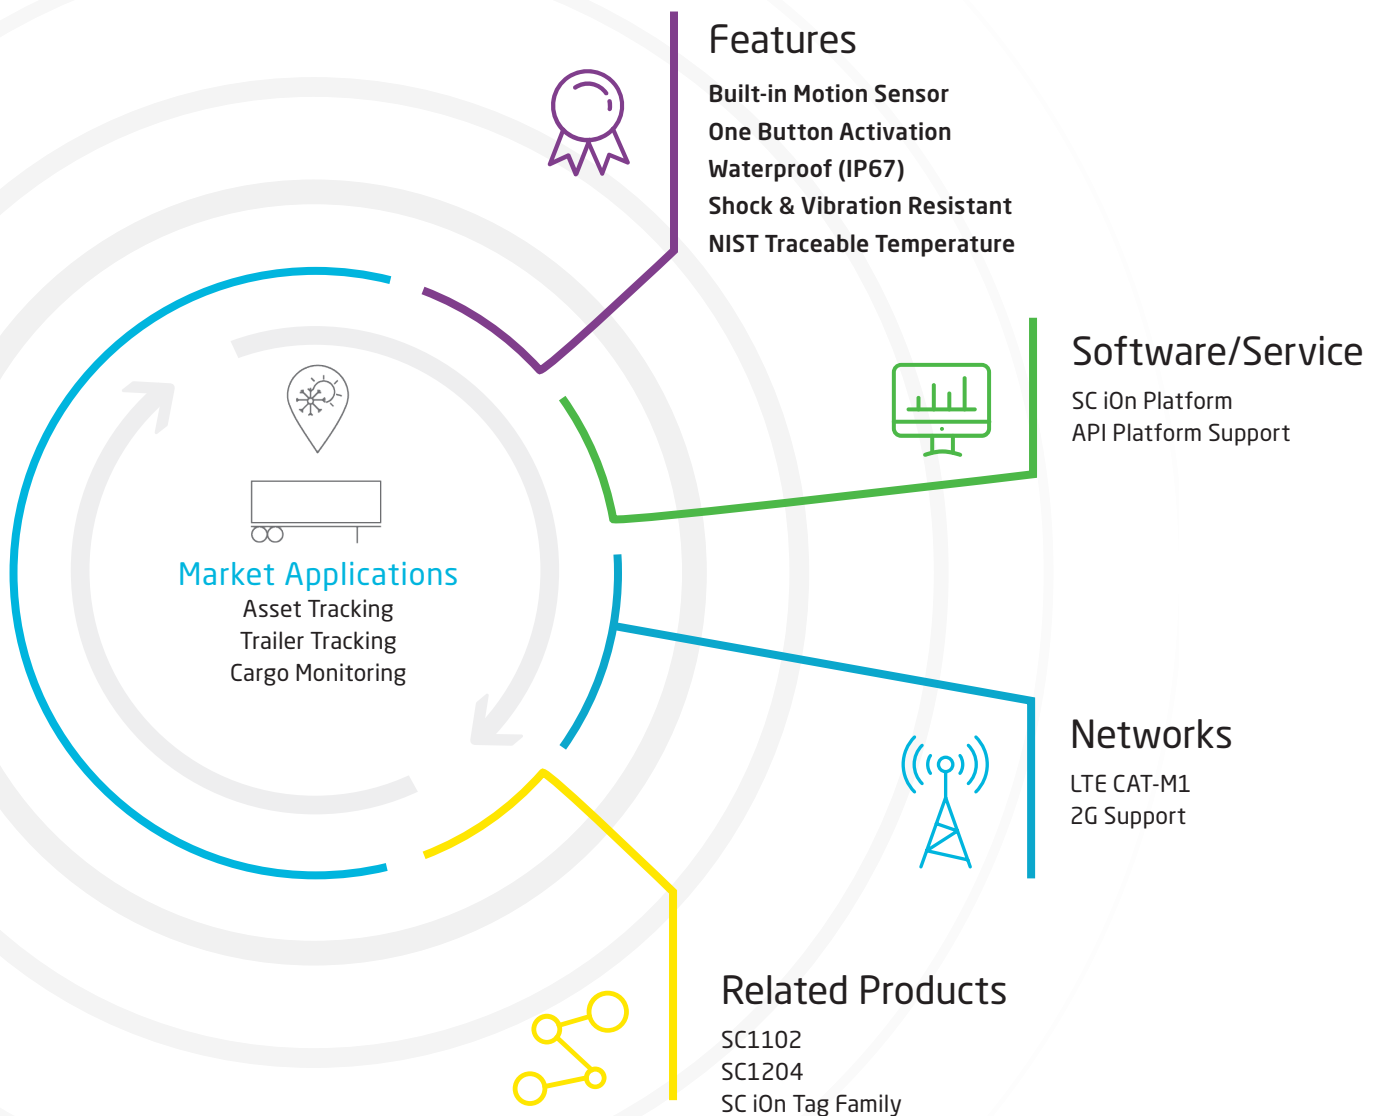 Features
Built-in Motion Sensor
One Button Activation
Waterproof (IP67)
Shock & Vibration Resistant
NIST Traceable Temperature
Software/Service
SC iOn Platform
API Platform Support
Market Applications
Asset Tracking
Trailer Tracking
Cargo Monitoring
Networks
LTE CAT-M1
2G Support
Related Products
SC1102
SC1204
SC iOn Tag Family